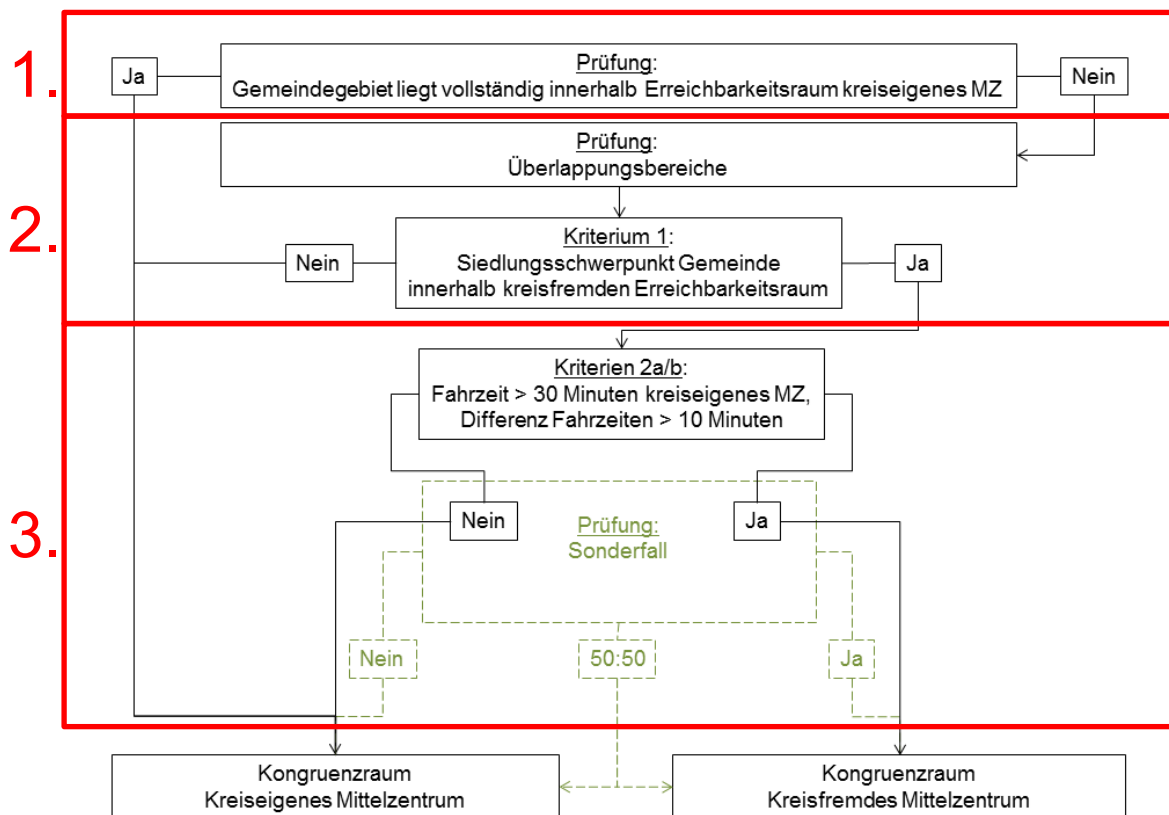 1.
Ja
Prüfung:
Gemeindegebiet liegt vollständig innerhalb Erreichbarkeitsraum kreiseigenes MZ
Nein
2.
Prüfung:
Überlappungsbereiche
Nein
Kriterium 1:
Siedlungsschwerpunkt Gemeinde
innerhalb kreisfremden Erreichbarkeitsraum
Ja
3.
Kriterien 2a/b:
Fahrzeit > 30 Minuten kreiseigenes MZ,
Differenz Fahrzeiten > 10 Minuten
Nein
Prüfung:
Sonderfall
Ja
Nein
50:50
Ja
Kongruenzraum
Kreiseigenes Mittelzentrum
Kongruenzraum
Kreisfremdes Mittelzentrum